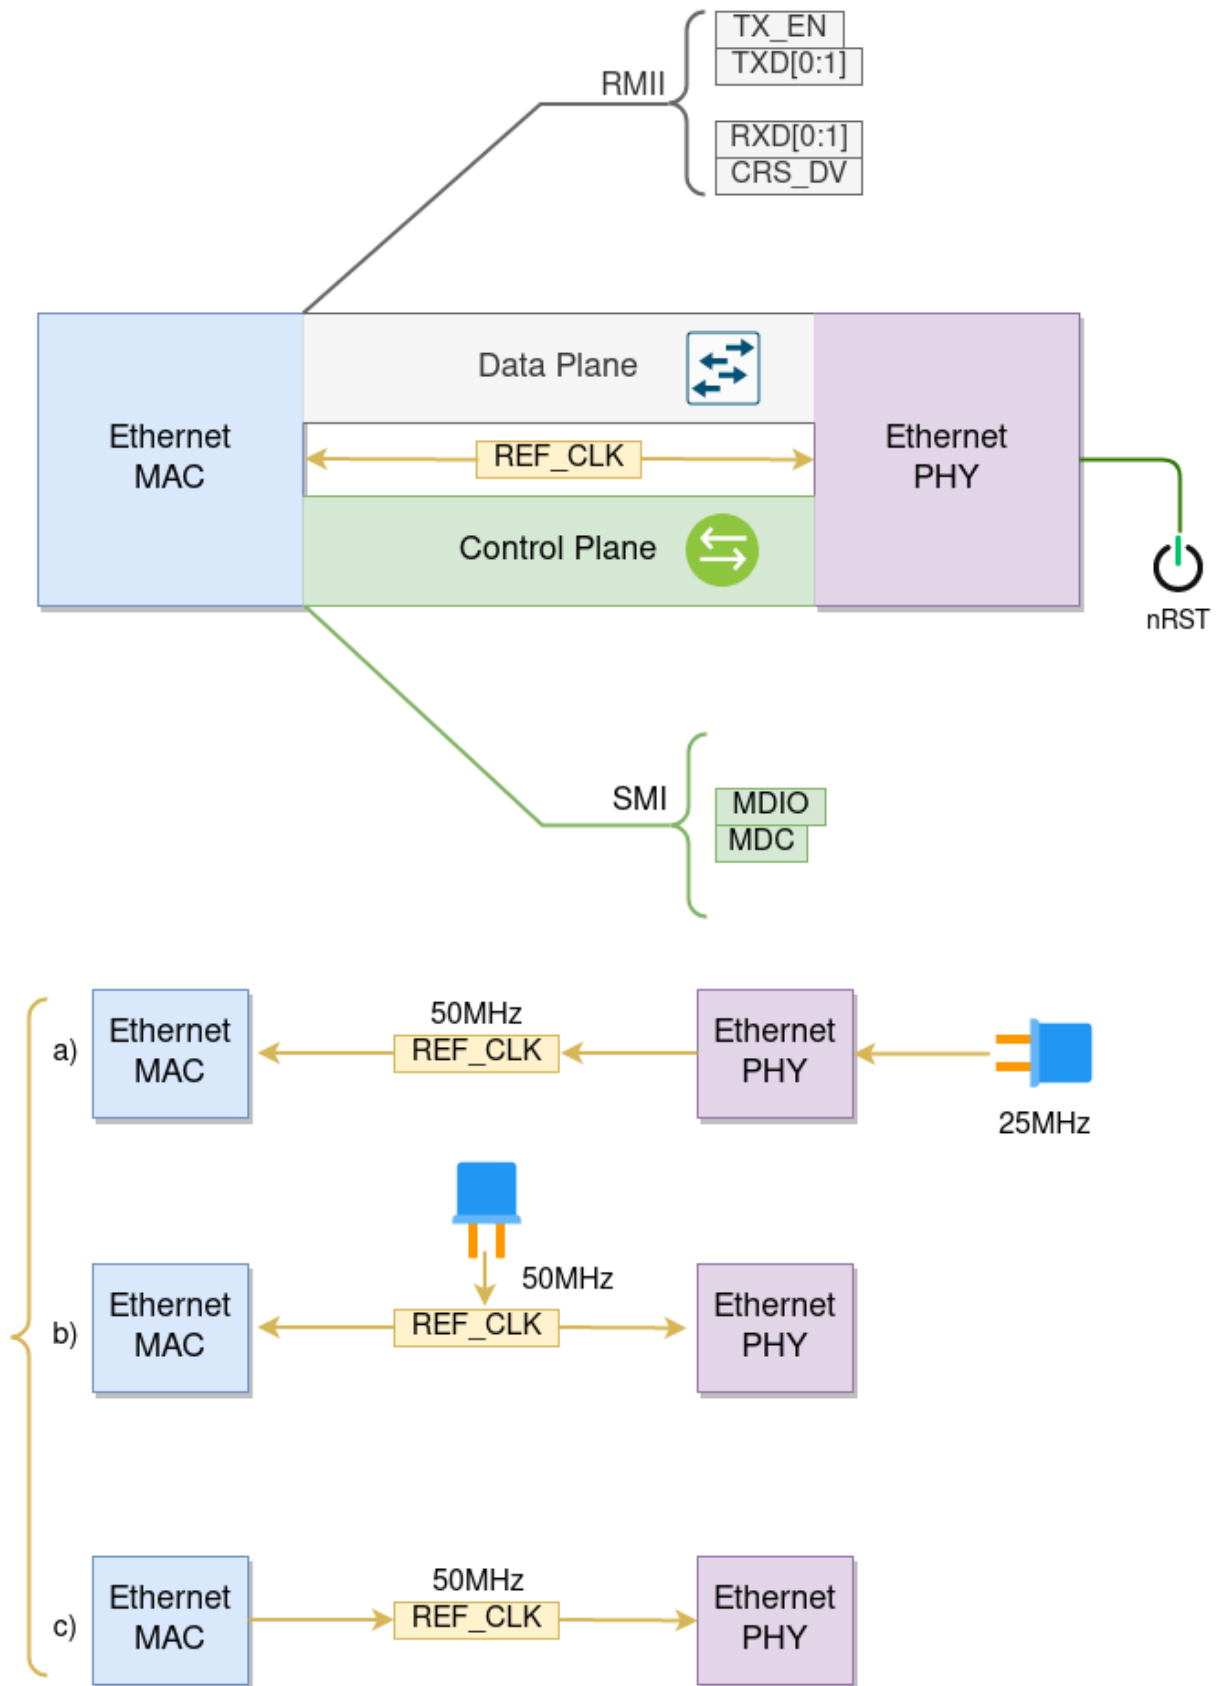 TX_EN
TXD[0:1]
RMII
RXD[0:1]
CRS_DV
Data Plane
Ethernet
MAC
REF_CLK
Ethernet
PHY
Control Plane
nRST
SMI
MDIO
MDC
a)
Ethernet
MAC
50MHz
REF_CLK
Ethernet
PHY
25MHz
b)
Ethernet
MAC
50MHz
REF_CLK
Ethernet
PHY
c)
Ethernet
MAC
50MHz
REF_CLK
Ethernet
PHY